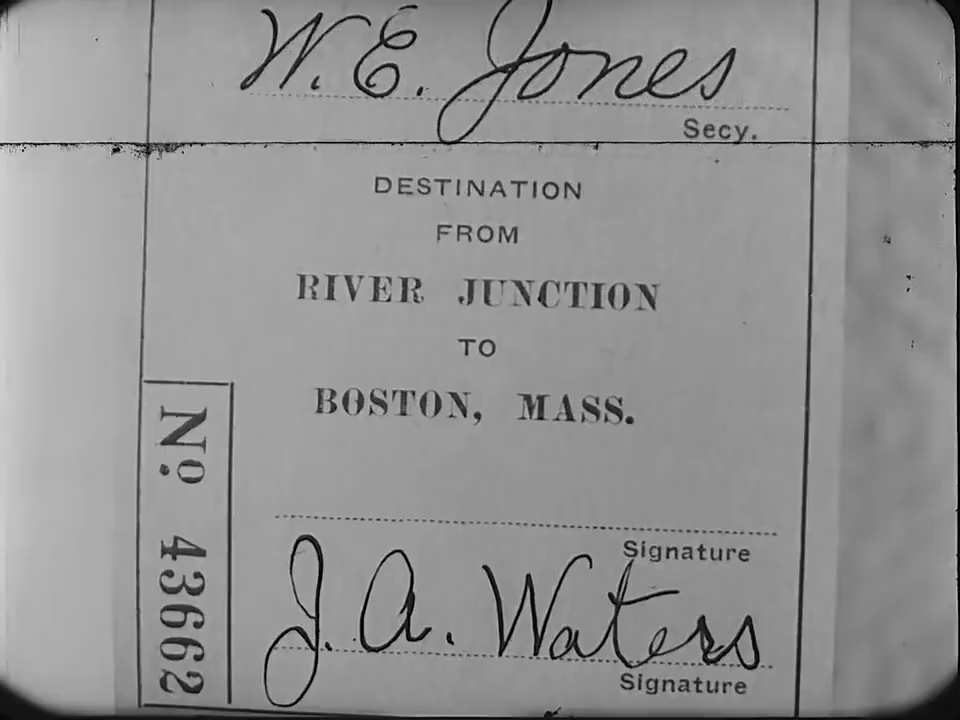 W. E. Jones
Secy.
DESTINATION
FROM
RIVER JUNCTION
TO
BOSTON, MASS.
Signature
J. A. Waters
Signature
No. 43662